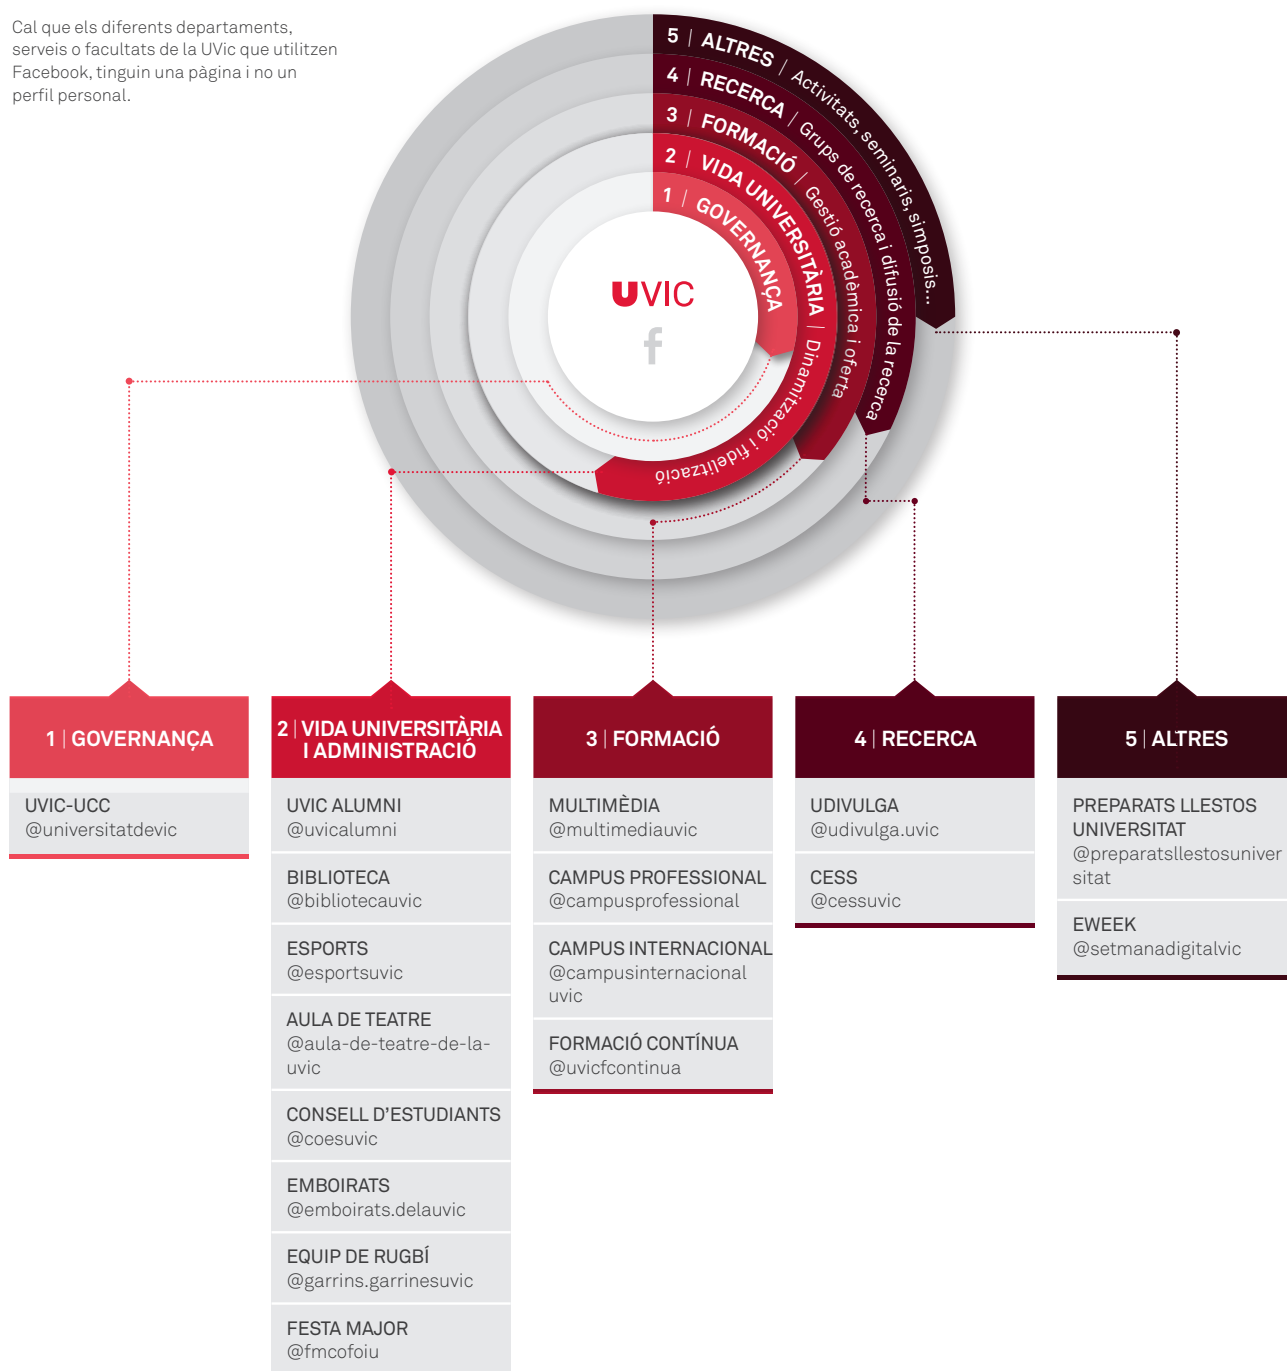 Cal que els diferents departaments,
serveis o facultats de la UVic que utilitzen
Facebook, tinguin una pàgina i no un
perfil personal.
5 | ALTRES | Activitats, seminaris, simposis...
4 | RECERCA | Grups de recerca i difusió de la recerca
3 | FORMACIÓ | Gestió acadèmica i oferta
2 | VIDA UNIVERSITÀRIA | Dinamització i fidelització
1 | GOVERNANÇA
UVIC
f
1 | GOVERNANÇA
UVIC-UCC
@universitatdevic
2 | VIDA UNIVERSITÀRIA
I ADMINISTRACIÓ
UVIC ALUMNI
@uvicalumni
BIBLIOTECA
@bibliotecauvic
ESPORTS
@esportsuvic
AULA DE TEATRE
@aula-de-teatre-de-la-
uvic
CONSELL D’ESTUDIANTS
@coesuvic
EMBOIRATS
@emboirats.delauvic
EQUIP DE RUGBÍ
@garrins.garrinesuvic
FESTA MAJOR
@fmcofoiu
3 | FORMACIÓ
MULTIMÈDIA
@multimediauvic
CAMPUS PROFESSIONAL
@campusprofessional
CAMPUS INTERNACIONAL
@campusinternacional
uvic
FORMACIÓ CONTÍNUA
@uvicfcontinua
4 | RECERCA
UDIVULGA
@udivulga.uvic
CESS
@cessuvic
5 | ALTRES
PREPARATS LLESTOS
UNIVERSITAT
@preparatsllestosuniver
sitat
EWEEK
@setmanadigitalvic